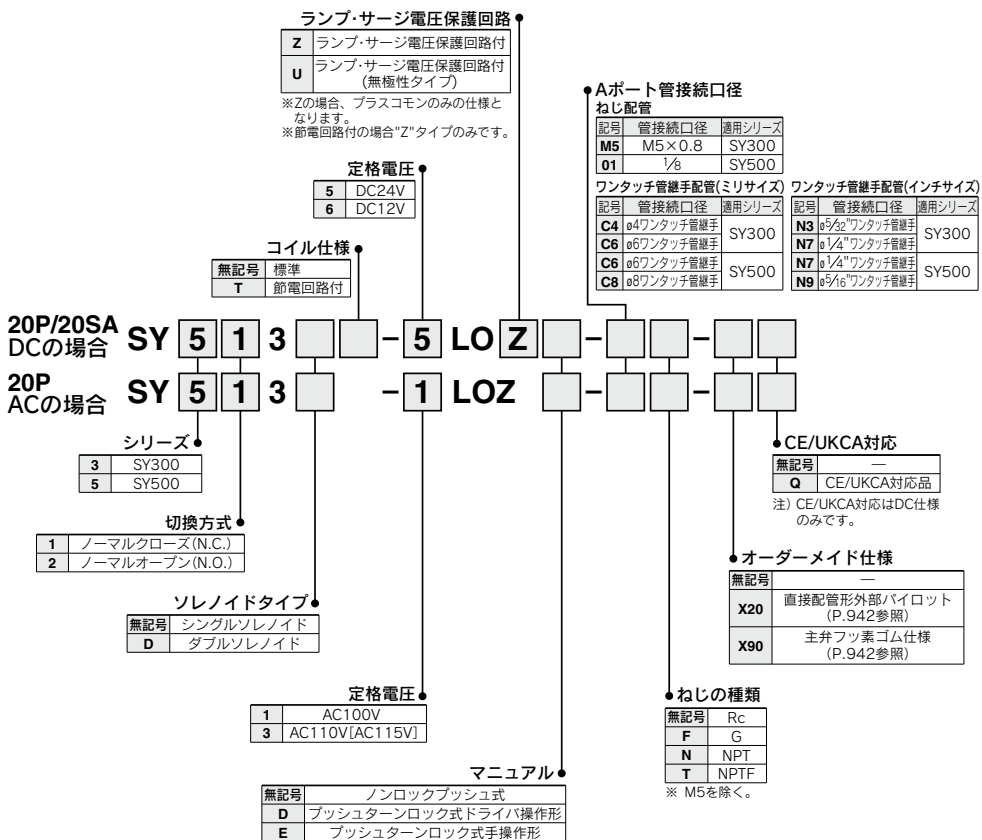 ランプ・サージ電圧保護回路
Z ランプ・サージ電圧保護回路付
U ランプ・サージ電圧保護回路付
(無極性タイプ)
※Zの場合、プラスコモンのみの仕様と
なります。
※節電回路付の場合"Z"タイプのみです。
定格電圧
5 DC24V
6 DC12V
コイル仕様
無記号 標準
T 節電回路付
Aポート管接続口径
ねじ配管
記号 管接続口径 適用シリーズ
M5 M5×0.8 SY300
01 1/8 SY500
ワンタッチ管継手配管(ミリサイズ)
記号 管接続口径 適用シリーズ
C4 ø4ワンタッチ管継手 SY300
C6 ø6ワンタッチ管継手
C6 ø6ワンタッチ管継手 SY500
C8 ø8ワンタッチ管継手
ワンタッチ管継手配管(インチサイズ)
記号 管接続口径 適用シリーズ
N3 ø5/32"ワンタッチ管継手 SY300
N7 ø1/4"ワンタッチ管継手
N7 ø1/4"ワンタッチ管継手 SY500
N9 ø5/16"ワンタッチ管継手
20P/20SA
DCの場合 SY 5 1 3 - 5 LO Z - -
20P
ACの場合 SY 5 1 3 - 1 LOZ - -
シリーズ
3 SY300
5 SY500
切換方式
1 ノーマルクローズ(N.C.)
2 ノーマルオープン(N.O.)
ソレノイドタイプ
無記号 シングルソレノイド
D ダブルソレノイド
定格電圧
1 AC100V
3 AC110V[AC115V]
マニュアル
無記号 ノンロックプッシュ式
D プッシュターンロック式ドライバ操作形
E プッシュターンロック式手操作形
ねじの種類
無記号 Rc
F G
N NPT
T NPTF
※ M5を除く。
オーダーメイド仕様
無記号 —
X20 直接配管形外部パイロット
(P.942参照)
X90 主弁フッ素ゴム仕様
(P.942参照)
CE/UKCA対応
無記号 —
Q CE/UKCA対応品
注) CE/UKCA対応はDC仕様
のみです。